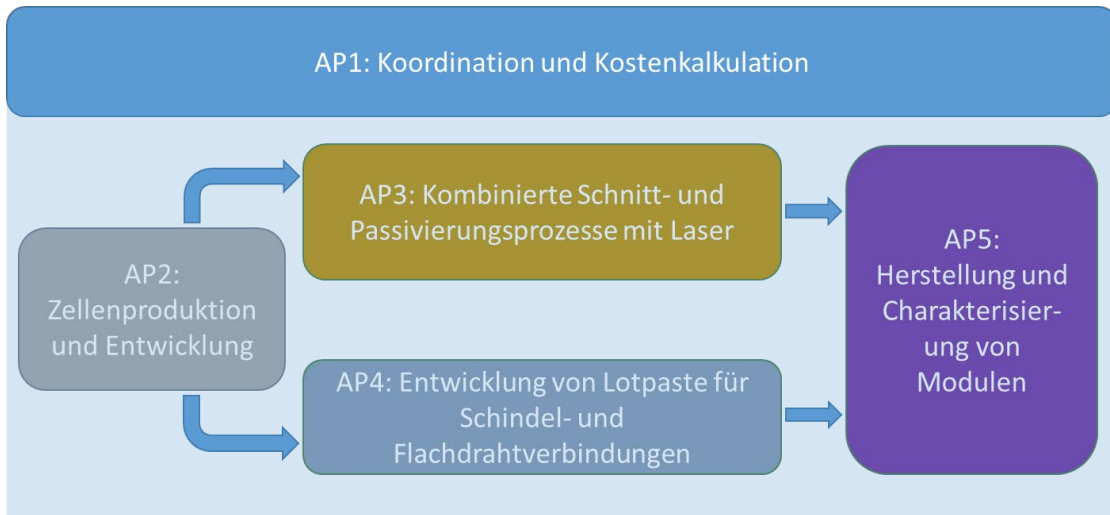 AP1: Koordination und Kostenkalkulation
AP3: Kombinierte Schnitt- und
Passivierungsprozesse mit Laser
AP2:
Zellenproduktion
und Entwicklung
AP4: Entwicklung von Lotpaste für
Schindel- und
Flachdrahtverbindungen
AP5:
Herstellung und
Charakterisier-
ung von
Modulen